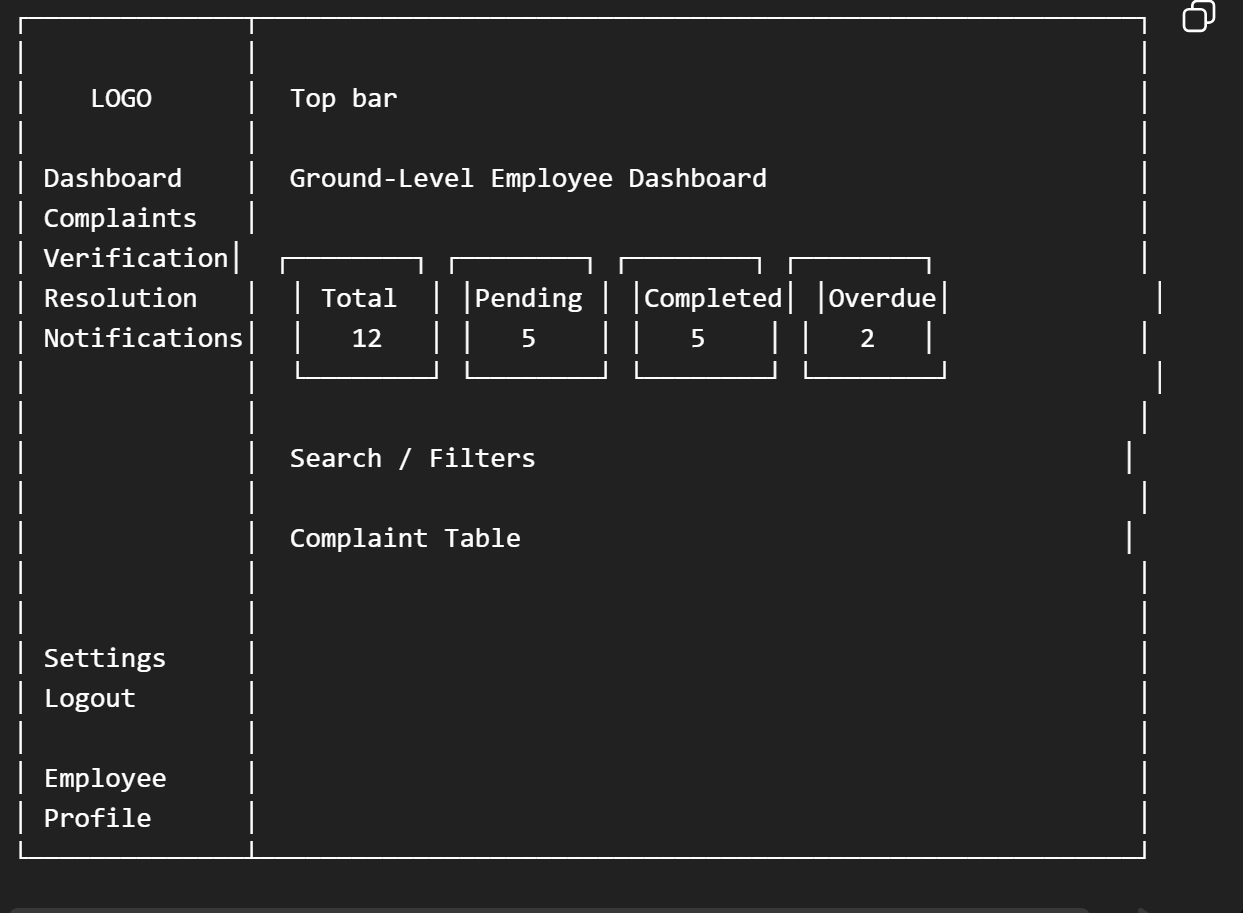 LOGO Top bar
Dashboard Ground-Level Employee Dashboard
Complaints
Verification
Resolution Total Pending Completed Overdue
Notifications 12 5 5 2
Search / Filters
Complaint Table
Settings
Logout
Employee
Profile